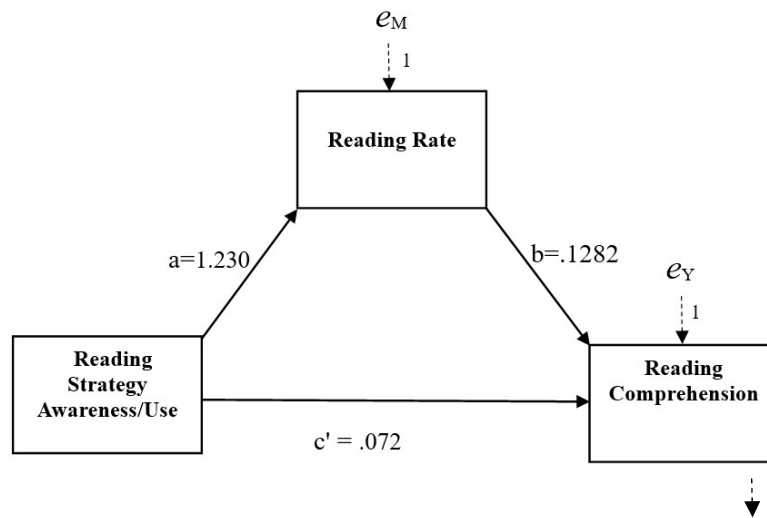 eM
1
Reading Rate
a=1.230
b=.1282
eY
1
Reading
Strategy
Awareness/Use
Reading
Comprehension
c' = .072